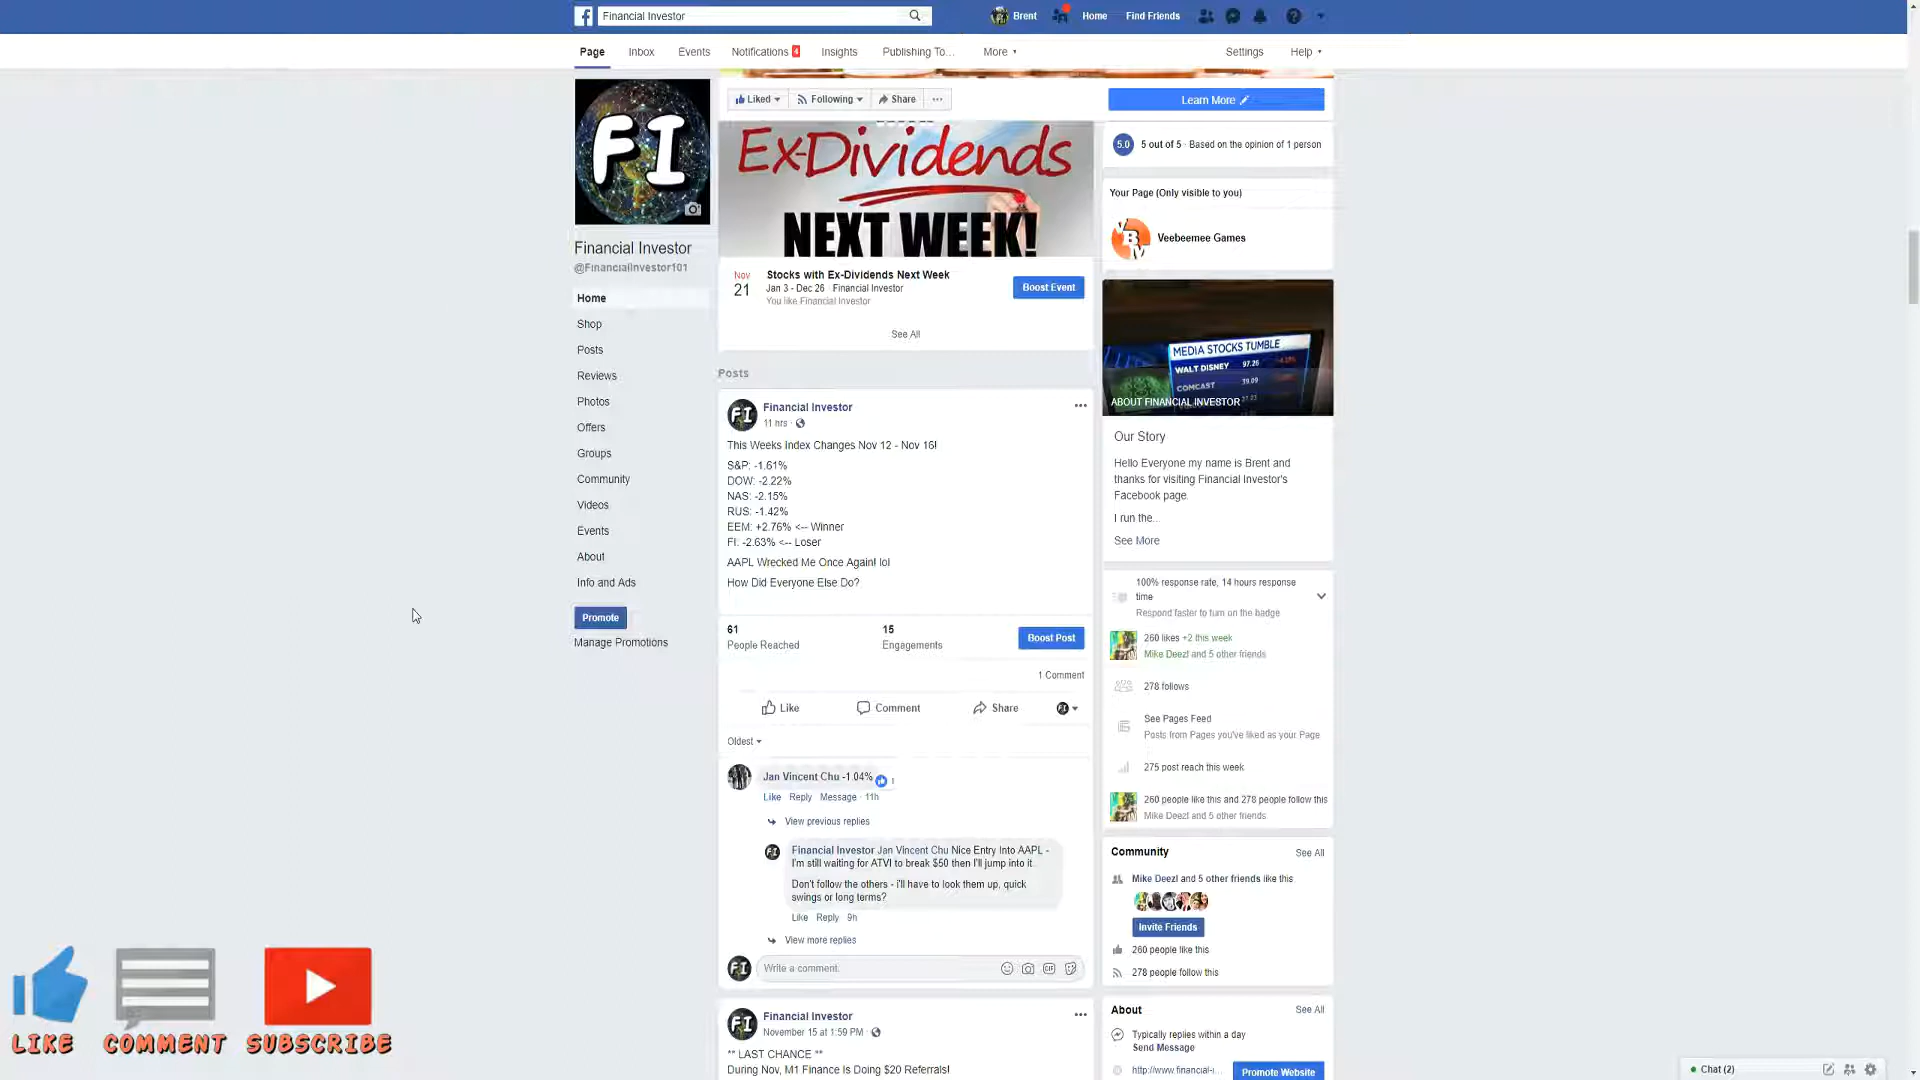 Financial Investor
Brent
Home
Find Friends
Page
Inbox
Events
Notifications 4
Insights
Publishing To...
More
Settings
Help
FI
Financial Investor
@FinancialInvestor101
Home
Shop
Posts
Reviews
Photos
Offers
Groups
Community
Videos
Events
About
Info and Ads
Promote
Manage Promotions
Liked
Following
Share
Learn More
Ex-Dividends
NEXT WEEK!
Nov
21
Stocks with Ex-Dividends Next Week
Jan 3 - Dec 26 · Financial Investor
You like Financial Investor
Boost Event
See All
Posts
Financial Investor
11 hrs ·
This Weeks Index Changes Nov 12 - Nov 16!
S&P: -1.61%
DOW: -2.22%
NAS: -2.15%
RUS: -1.42%
EEM: +2.76% <-- Winner
FI: -2.63% <-- Loser
AAPL Wrecked Me Once Again! lol
How Did Everyone Else Do?
61
People Reached
15
Engagements
Boost Post
1 Comment
Like
Comment
Share
Oldest
Jan Vincent Chu -1.04%
1
Like Reply Message · 11h
View previous replies
Financial Investor Jan Vincent Chu Nice Entry Into AAPL -
I'm still waiting for ATVI to break $50 then I'll jump into it.
Don't follow the others - i'll have to look them up, quick
swings or long terms?
Like Reply 9h
View more replies
Write a comment.
GIF
Financial Investor
November 15 at 1:59 PM ·
** LAST CHANCE **
During Nov, M1 Finance Is Doing $20 Referrals!
5.0
5 out of 5 · Based on the opinion of 1 person
Your Page (Only visible to you)
Veebeemee Games
MEDIA STOCKS TUMBLE
WALT DISNEY 97.26
COMCAST 39.09
ABOUT FINANCIAL INVESTOR
Our Story
Hello Everyone my name is Brent and
thanks for visiting Financial Investor's
Facebook page.
I run the...
See More
100% response rate, 14 hours response
time
Respond faster to turn on the badge
260 likes +2 this week
Mike Deezl and 5 other friends
278 follows
See Pages Feed
Posts from Pages you've liked as your Page
275 post reach this week
260 people like this and 278 people follow this
Mike Deezl and 5 other friends
Community
See All
Mike Deezl and 5 other friends like this
Invite Friends
260 people like this
278 people follow this
About
See All
Typically replies within a day
Send Message
http://www.financial-i...
Promote Website
Chat (2)
LIKE
COMMENT
SUBSCRIBE